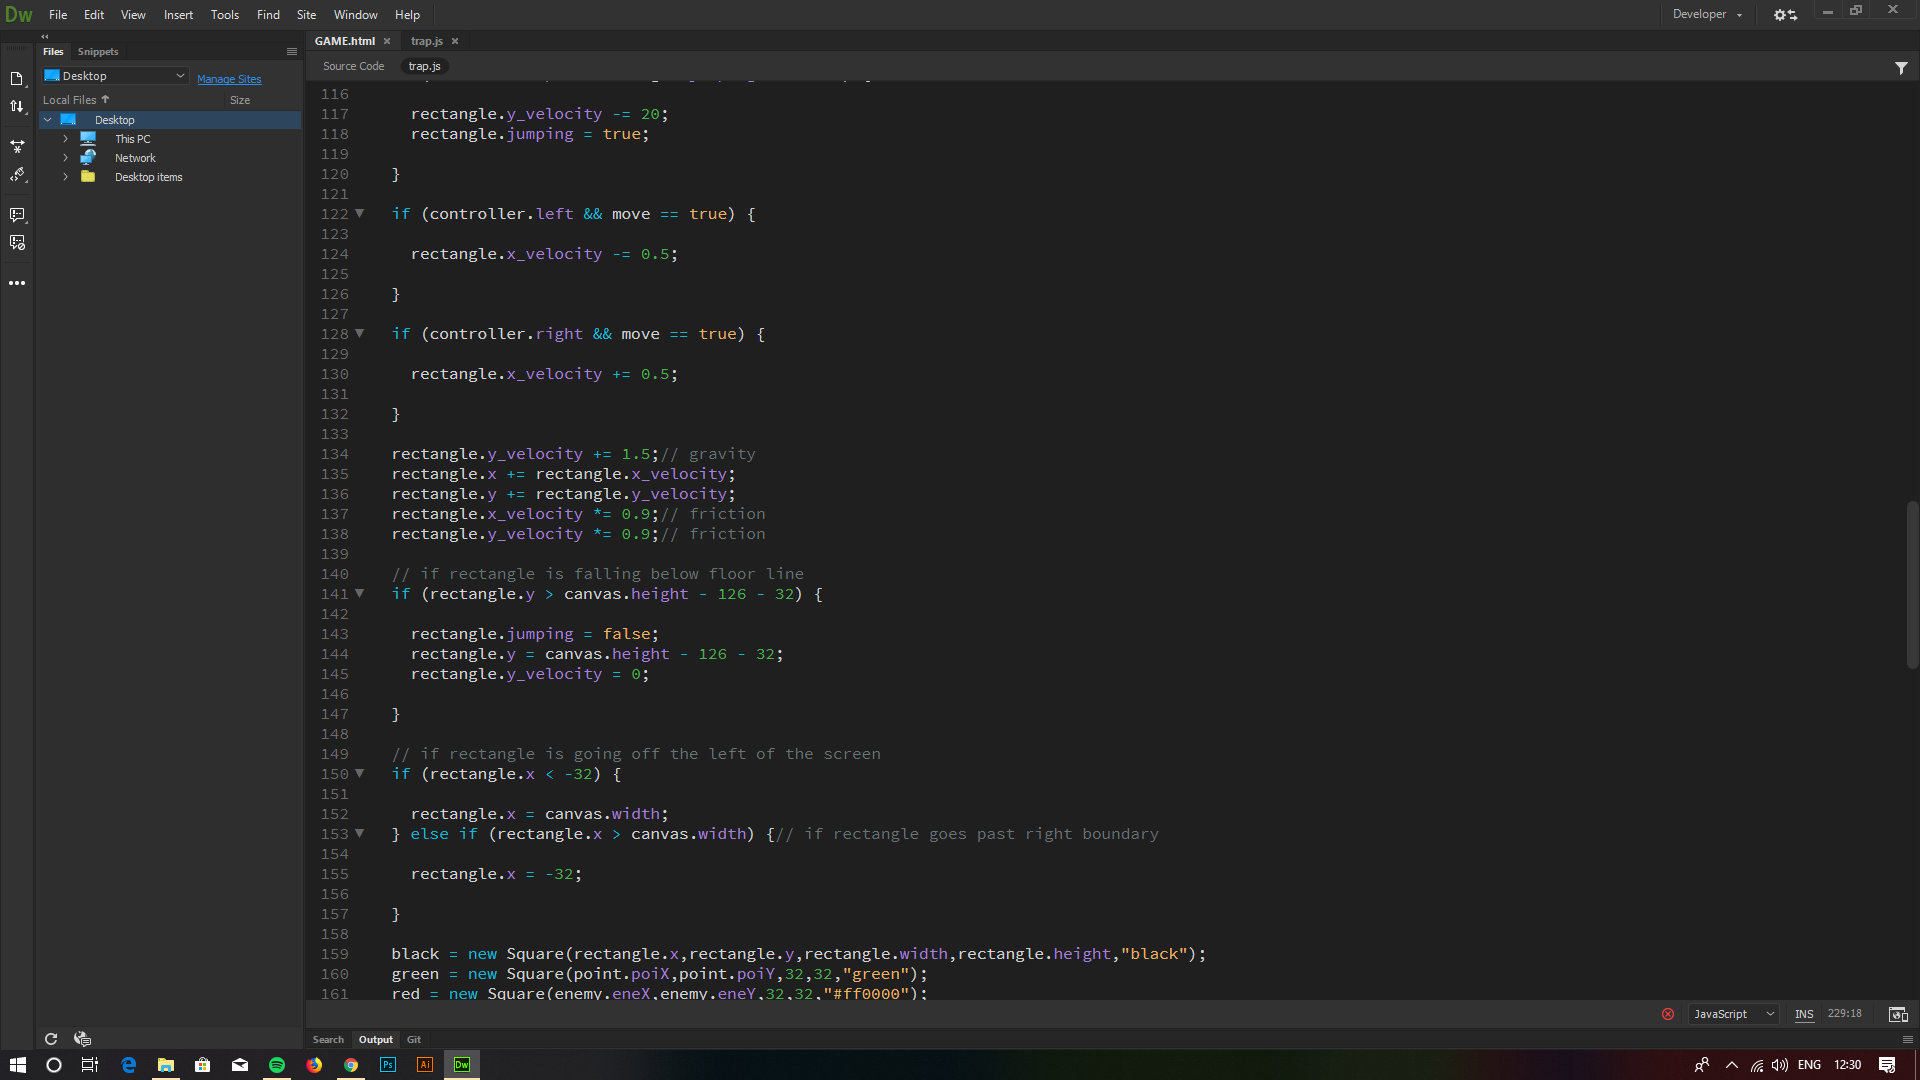 Dw File Edit View Insert Tools Find Site Window Help Developer
Files Snippets
Desktop Manage Sites
Local Files Size
Desktop
This PC
Network
Desktop items
GAME.html trap.js
Source Code trap.js
116
117 rectangle.y_velocity -= 20;
118 rectangle.jumping = true;
119
120 }
121
122 if (controller.left && move == true) {
123
124 rectangle.x_velocity -= 0.5;
125
126 }
127
128 if (controller.right && move == true) {
129
130 rectangle.x_velocity += 0.5;
131
132 }
133
134 rectangle.y_velocity += 1.5;// gravity
135 rectangle.x += rectangle.x_velocity;
136 rectangle.y += rectangle.y_velocity;
137 rectangle.x_velocity *= 0.9;// friction
138 rectangle.y_velocity *= 0.9;// friction
139
140 // if rectangle is falling below floor line
141 if (rectangle.y > canvas.height - 126 - 32) {
142
143 rectangle.jumping = false;
144 rectangle.y = canvas.height - 126 - 32;
145 rectangle.y_velocity = 0;
146
147 }
148
149 // if rectangle is going off the left of the screen
150 if (rectangle.x < -32) {
151
152 rectangle.x = canvas.width;
153 } else if (rectangle.x > canvas.width) {// if rectangle goes past right boundary
154
155 rectangle.x = -32;
156
157 }
158
159 black = new Square(rectangle.x,rectangle.y,rectangle.width,rectangle.height,"black");
160 green = new Square(point.poiX,point.poiY,32,32,"green");
161 red = new Square(enemy.eneX,enemy.eneY,32,32,"#ff0000");
JavaScript INS 229:18
Search Output Git
Ps Ai Dw ENG 12:30